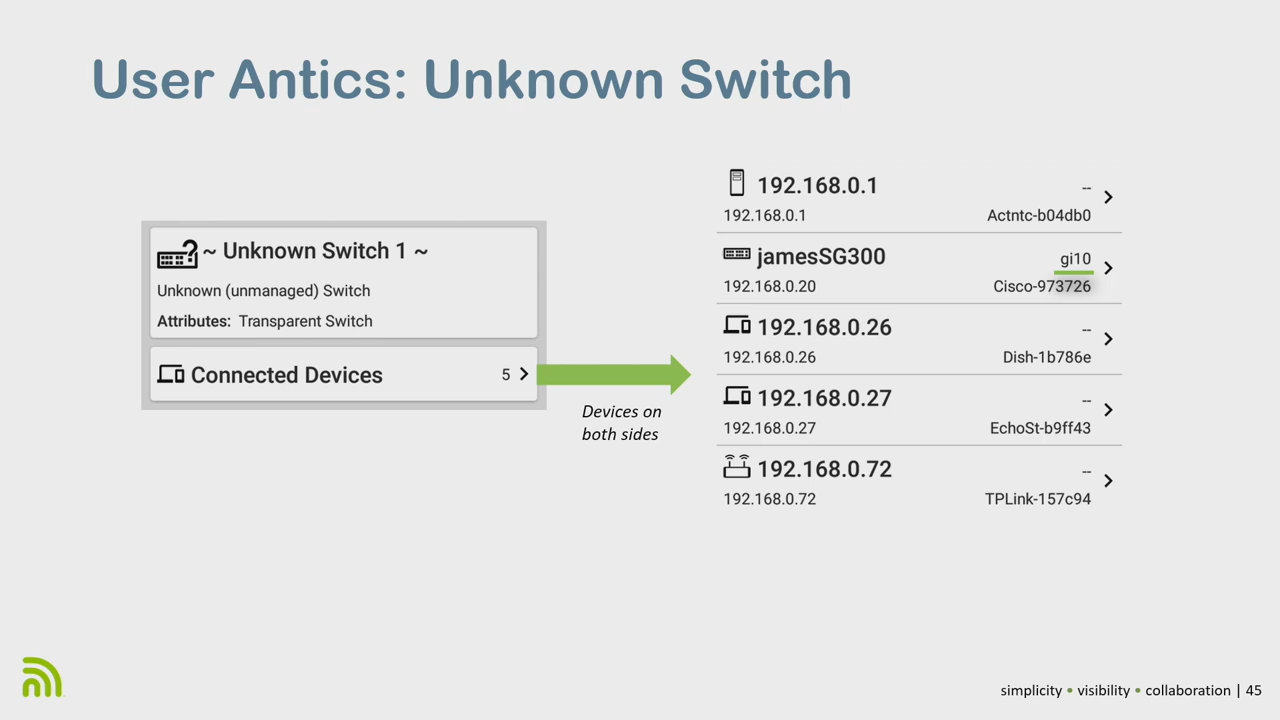 User Antics: Unknown Switch
~ Unknown Switch 1 ~
Unknown (unmanaged) Switch
Attributes: Transparent Switch
Connected Devices 5
Devices on
both sides
192.168.0.1 --
192.168.0.1 Actntc-b04db0
jamesSG300 gi10
192.168.0.20 Cisco-973726
192.168.0.26 --
192.168.0.26 Dish-1b786e
192.168.0.27 --
192.168.0.27 EchoSt-b9ff43
192.168.0.72 --
192.168.0.72 TPLink-157c94
simplicity • visibility • collaboration | 45